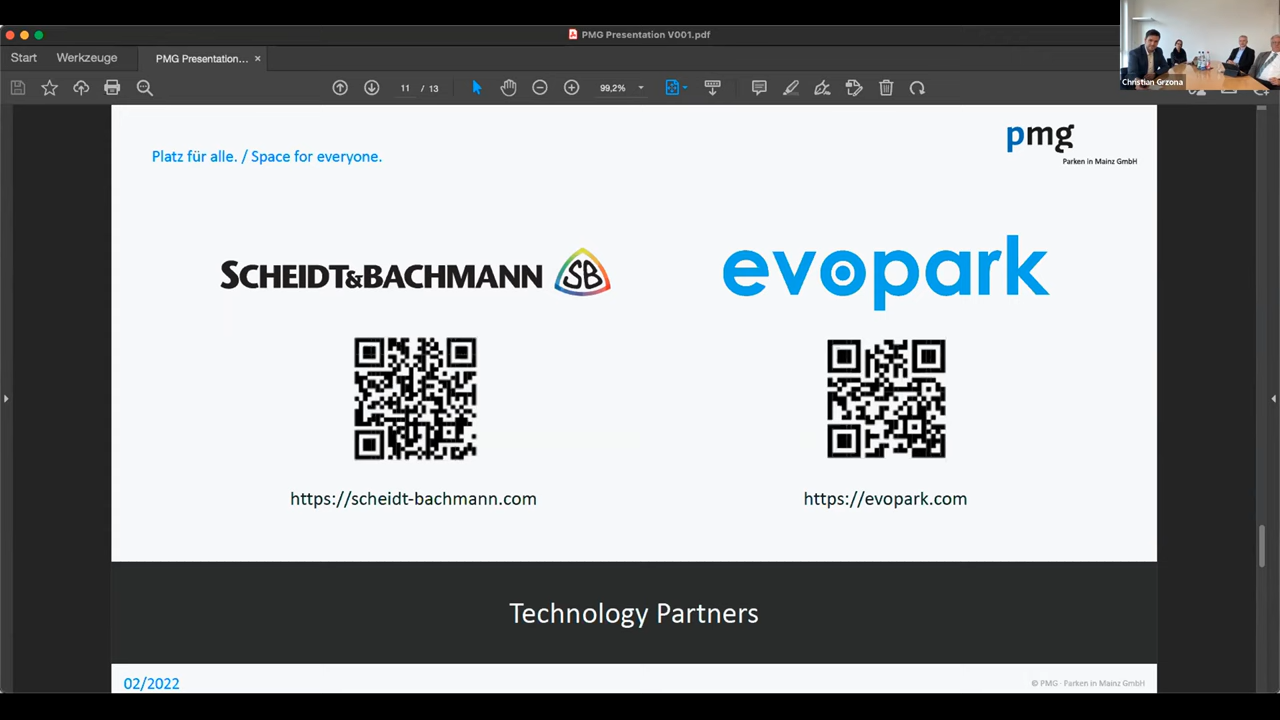 PMG Presentation V001.pdf
Start
Werkzeuge
PMG Presentation... ×
11 / 13
99,2%
Christian Grzona
Platz für alle. / Space for everyone.
pmg
Parken in Mainz GmbH
SCHEIDT&BACHMANN SB
evopark
https://scheidt-bachmann.com
https://evopark.com
Technology Partners
02/2022
© PMG - Parken in Mainz GmbH